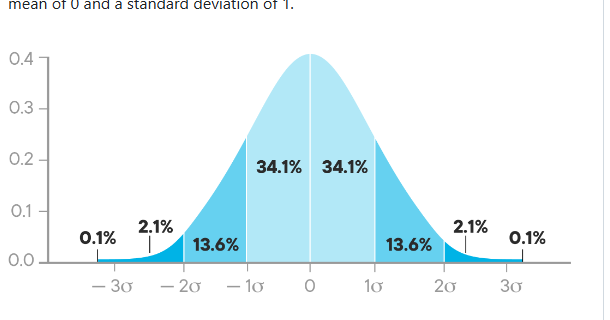 mean of 0 and a standard deviation of 1.
0.4
0.3
0.2
34.1% 34.1%
0.1
0.1% 2.1% 13.6% 13.6% 2.1% 0.1%
0.0
– 3σ – 2σ – 1σ 0 1σ 2σ 3σ